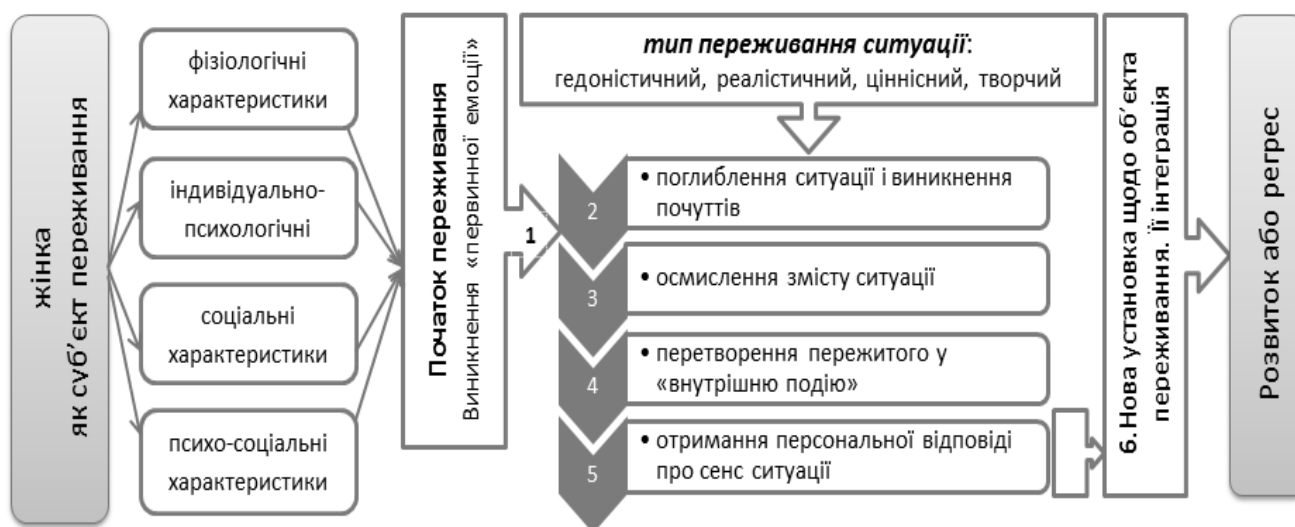 жінка
як суб’єкт переживання
фізіологічні
характеристики
індивідуально-
психологічні
соціальні
характеристики
психо-соціальні
характеристики
Початок переживання
Виникнення «первинної емоції»
1
тип переживання ситуації:
гедоністичний, реалістичний, ціннісний, творчий
2
• поглиблення ситуації і виникнення
почуттів
3
• осмислення змісту ситуації
4
• перетворення пережитого у
«внутрішню подію»
5
• отримання персональної відповіді
про сенс ситуації
6. Нова установка щодо об’єкта
переживання. Її інтеграція
Розвиток або регрес